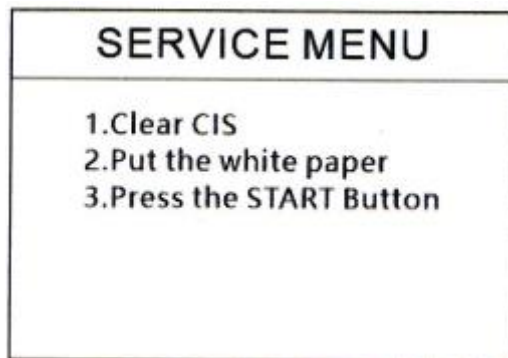 SERVICE MENU
1.Clear CIS
2.Put the white paper
3.Press the START Button